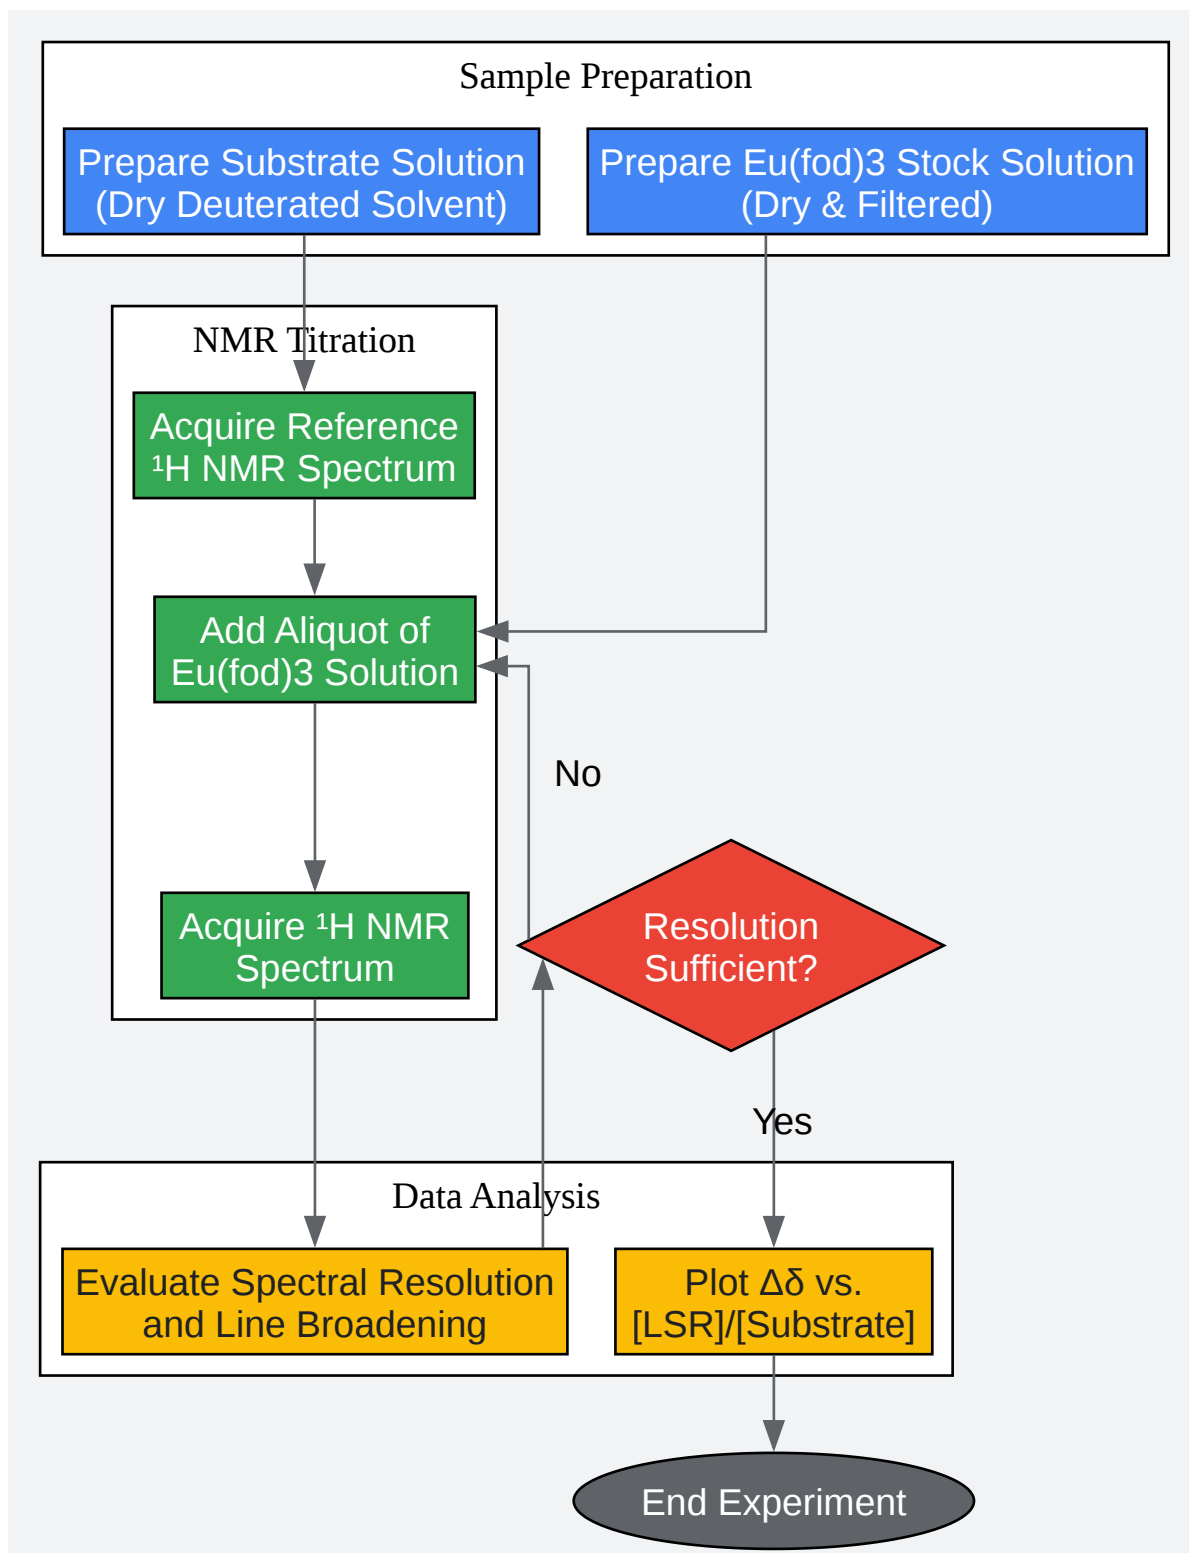 Sample Preparation
Prepare Substrate Solution
(Dry Deuterated Solvent)
Prepare Eu(fod)3 Stock Solution
(Dry & Filtered)
NMR Titration
Acquire Reference
¹H NMR Spectrum
Add Aliquot of
Eu(fod)3 Solution
No
Acquire ¹H NMR
Spectrum
Resolution
Sufficient?
Yes
Data Analysis
Evaluate Spectral Resolution
and Line Broadening
Plot Δδ vs.
[LSR]/[Substrate]
End Experiment